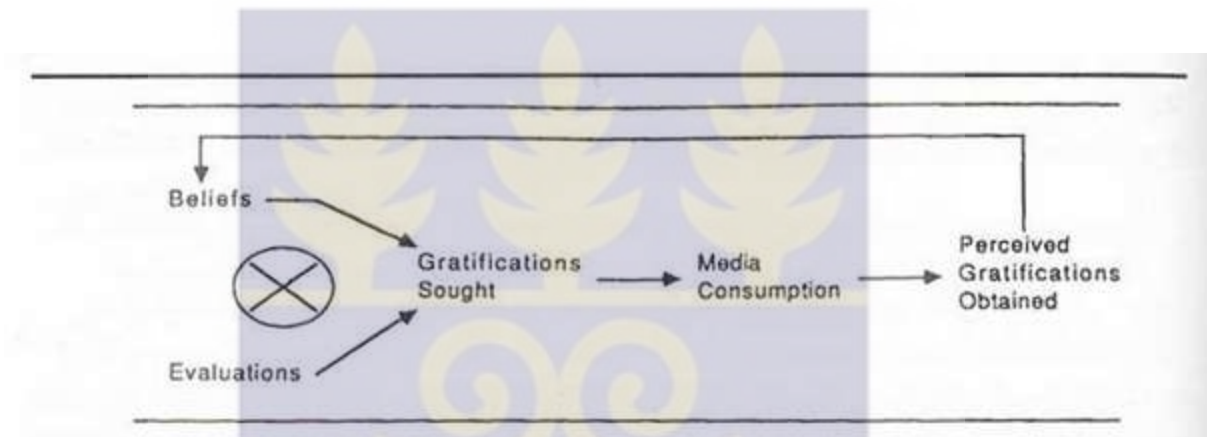 Beliefs
Gratifications
Sought
Media
Consumption
Perceived
Gratifications
Obtained
Evaluations